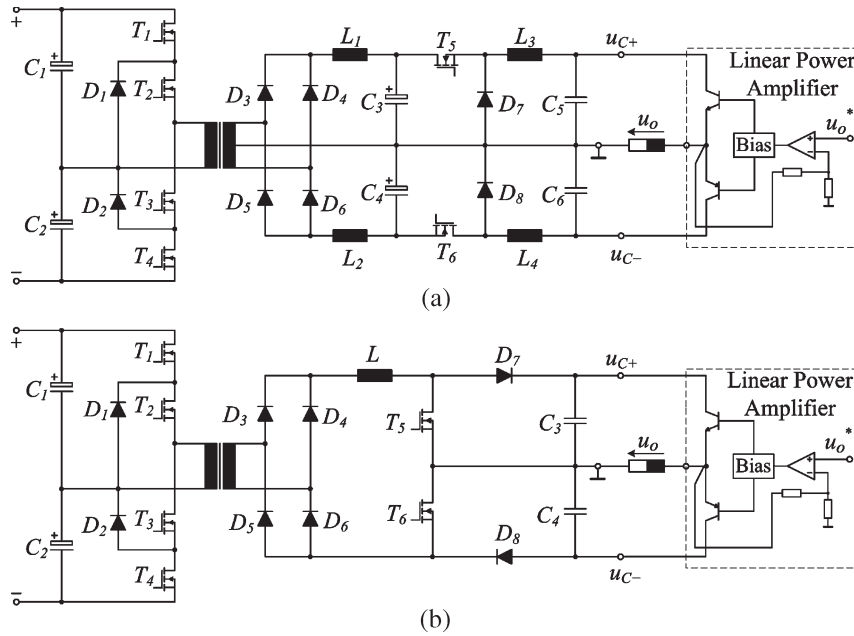 +
T1
C1
D1
T2
D2
T3
C2
T4
−
L1
T5
L3
uC+
D3
D4
C3
D7
C5
uo
D5
D6
C4
D8
C6
L2
T6
L4
uC−
Linear Power
Amplifier
Bias
+
−
uo*
(a)
+
T1
C1
D1
T2
D2
T3
C2
T4
−
L
D7
uC+
D3
D4
T5
C3
uo
D5
D6
T6
C4
D8
uC−
Linear Power
Amplifier
Bias
+
−
uo*
(b)